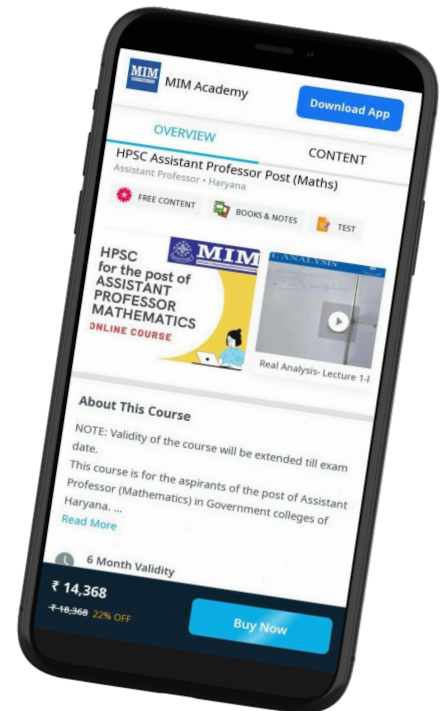 MIM
MIM Academy
Download App
OVERVIEW
CONTENT
HPSC Assistant Professor Post (Maths)
Assistant Professor • Haryana
FREE CONTENT
BOOKS & NOTES
TEST
MIM
HPSC
for the post of
ASSISTANT
PROFESSOR
MATHEMATICS
ONLINE COURSE
L ANALYSIS
Real Analysis- Lecture 1-
About This Course
NOTE: Validity of the course will be extended till exam
date.
This course is for the aspirants of the post of Assistant
Professor (Mathematics) in Government colleges of
Haryana. ...
Read More
6 Month Validity
₹ 14,368
₹ 18,368 22% OFF
Buy Now